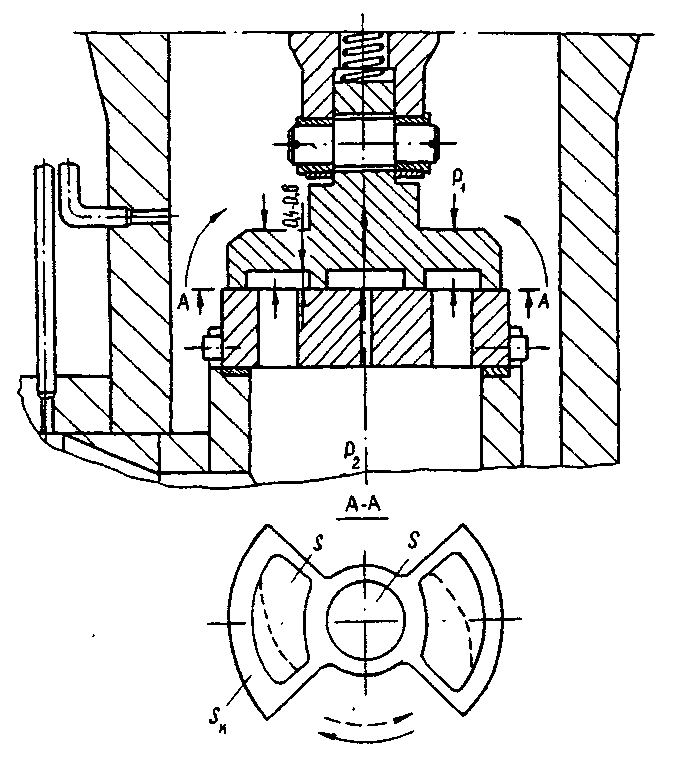 0,4-0,8
P₁
A A
P₂
A-A
S S
Sк